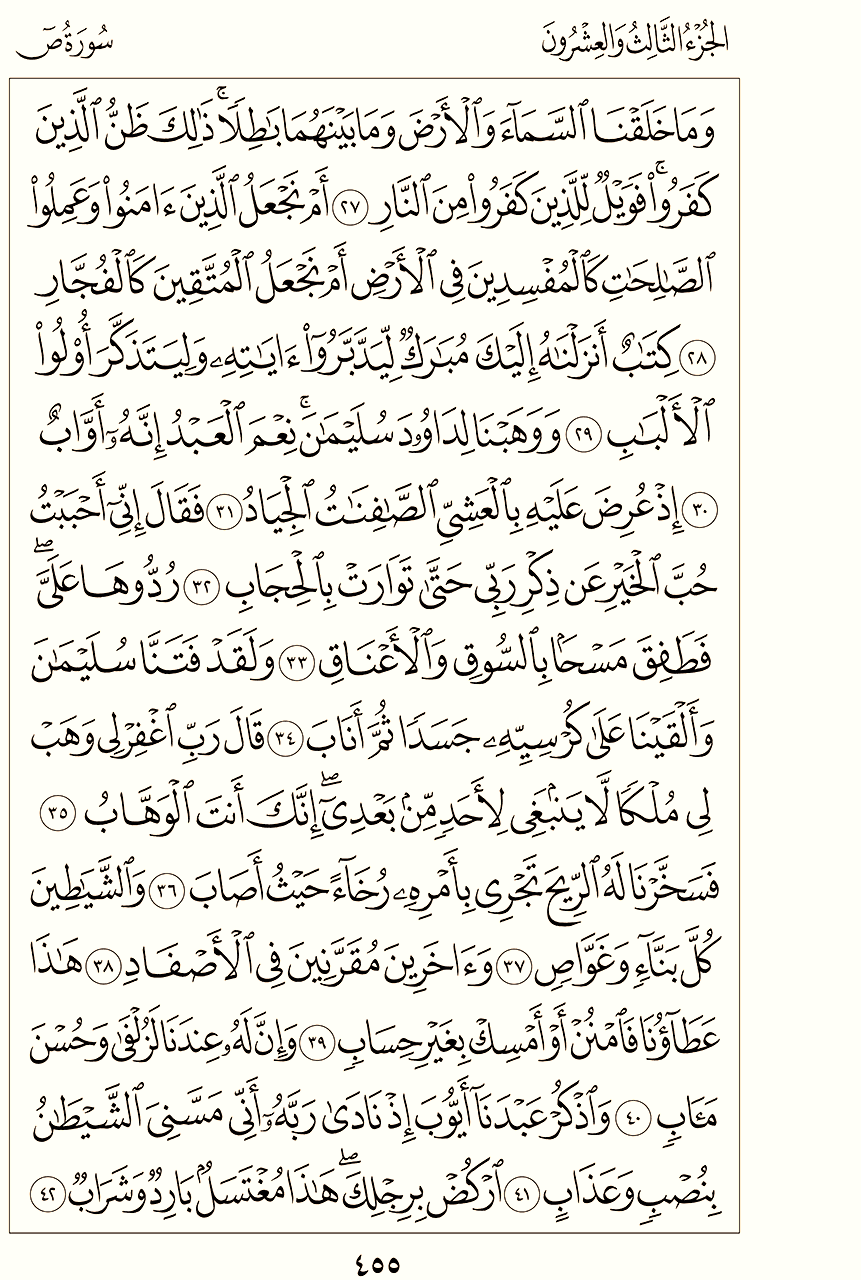 الجُزْءُ الثَّالِثُ وَالعِشْرُونَ
سُورَةُ صٓ
وَمَا خَلَقْنَا ٱلسَّمَآءَ وَٱلْأَرْضَ وَمَا بَيْنَهُمَا بَٰطِلًا ۚ ذَٰلِكَ ظَنُّ ٱلَّذِينَ
كَفَرُوا۟ ۚ فَوَيْلٌ لِّلَّذِينَ كَفَرُوا۟ مِنَ ٱلنَّارِ ٢٧ أَمْ نَجْعَلُ ٱلَّذِينَ ءَامَنُوا۟ وَعَمِلُوا۟
ٱلصَّٰلِحَٰتِ كَٱلْمُفْسِدِينَ فِى ٱلْأَرْضِ أَمْ نَجْعَلُ ٱلْمُتَّقِينَ كَٱلْفُجَّارِ
٢٨ كِتَٰبٌ أَنزَلْنَٰهُ إِلَيْكَ مُبَٰرَكٌ لِّيَدَّبَّرُوٓا۟ ءَايَٰتِهِۦ وَلِيَتَذَكَّرَ أُو۟لُوا۟
ٱلْأَلْبَٰبِ ٢٩ وَوَهَبْنَا لِدَاوُۥدَ سُلَيْمَٰنَ ۚ نِعْمَ ٱلْعَبْدُ إِنَّهُۥٓ أَوَّابٌ
٣٠ إِذْ عُرِضَ عَلَيْهِ بِٱلْعَشِىِّ ٱلصَّٰفِنَٰتُ ٱلْجِيَادُ ٣١ فَقَالَ إِنِّىٓ أَحْبَبْتُ
حُبَّ ٱلْخَيْرِ عَن ذِكْرِ رَبِّى حَتَّىٰ تَوَارَتْ بِٱلْحِجَابِ ٣٢ رُدُّوهَا عَلَىَّ ۖ
فَطَفِقَ مَسْحًۢا بِٱلسُّوقِ وَٱلْأَعْنَاقِ ٣٣ وَلَقَدْ فَتَنَّا سُلَيْمَٰنَ
وَأَلْقَيْنَا عَلَىٰ كُرْسِيِّهِۦ جَسَدًا ثُمَّ أَنَابَ ٣٤ قَالَ رَبِّ ٱغْفِرْ لِى وَهَبْ
لِى مُلْكًا لَّا يَنۢبَغِى لِأَحَدٍ مِّنۢ بَعْدِىٓ ۖ إِنَّكَ أَنتَ ٱلْوَهَّابُ ٣٥
فَسَخَّرْنَا لَهُ ٱلرِّيحَ تَجْرِى بِأَمْرِهِۦ رُخَآءً حَيْثُ أَصَابَ ٣٦ وَٱلشَّيَٰطِينَ
كُلَّ بَنَّآءٍ وَغَوَّاصٍ ٣٧ وَءَاخَرِينَ مُقَرَّنِينَ فِى ٱلْأَصْفَادِ ٣٨ هَٰذَا
عَطَآؤُنَا فَٱمْنُنْ أَوْ أَمْسِكْ بِغَيْرِ حِسَابٍ ٣٩ وَإِنَّ لَهُۥ عِندَنَا لَزُلْفَىٰ وَحُسْنَ
مَـَٔابٍ ٤٠ وَٱذْكُرْ عَبْدَنَآ أَيُّوبَ إِذْ نَادَىٰ رَبَّهُۥٓ أَنِّى مَسَّنِىَ ٱلشَّيْطَٰنُ
بِنُصْبٍ وَعَذَابٍ ٤١ ٱرْكُضْ بِرِجْلِكَ ۖ هَٰذَا مُغْتَسَلٌۢ بَارِدٌ وَشَرَابٌ ٤٢
٤٥٥